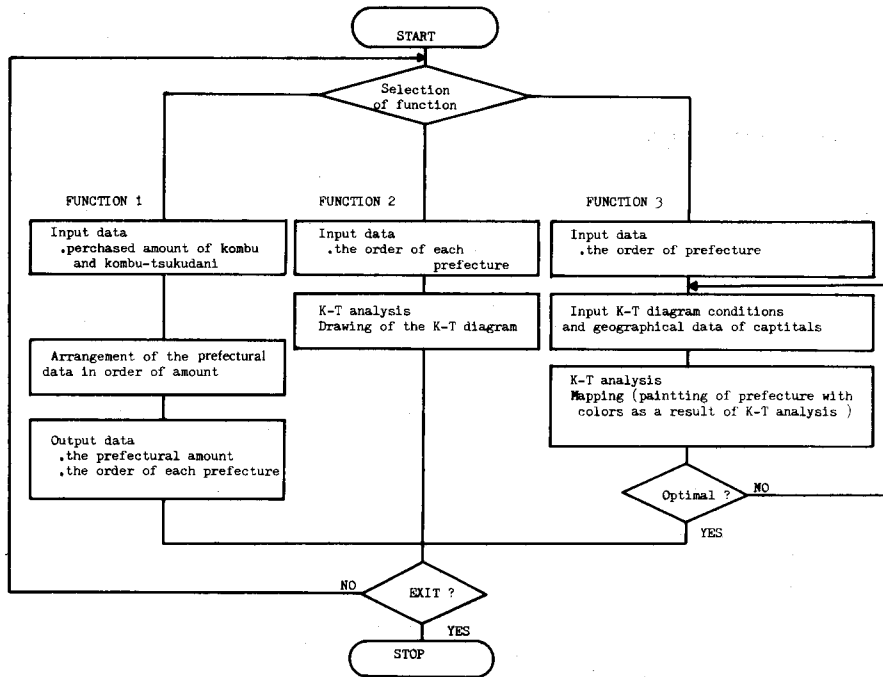 START
Selection
of function
FUNCTION 1
Input data
.perchased amount of kombu
and kombu-tsukudani
Arrangement of the prefectural
data in order of amount
Output data
.the prefectural amount
.the order of each prefecture
FUNCTION 2
Input data
.the order of each
prefecture
K-T analysis
Drawing of the K-T diagram
FUNCTION 3
Input data
.the order of prefecture
Input K-T diagram conditions
and geographical data of captitals
K-T analysis
Mapping (paintting of prefecture with
colors as a result of K-T analysis )
Optimal ?
NO
YES
NO
EXIT ?
YES
STOP